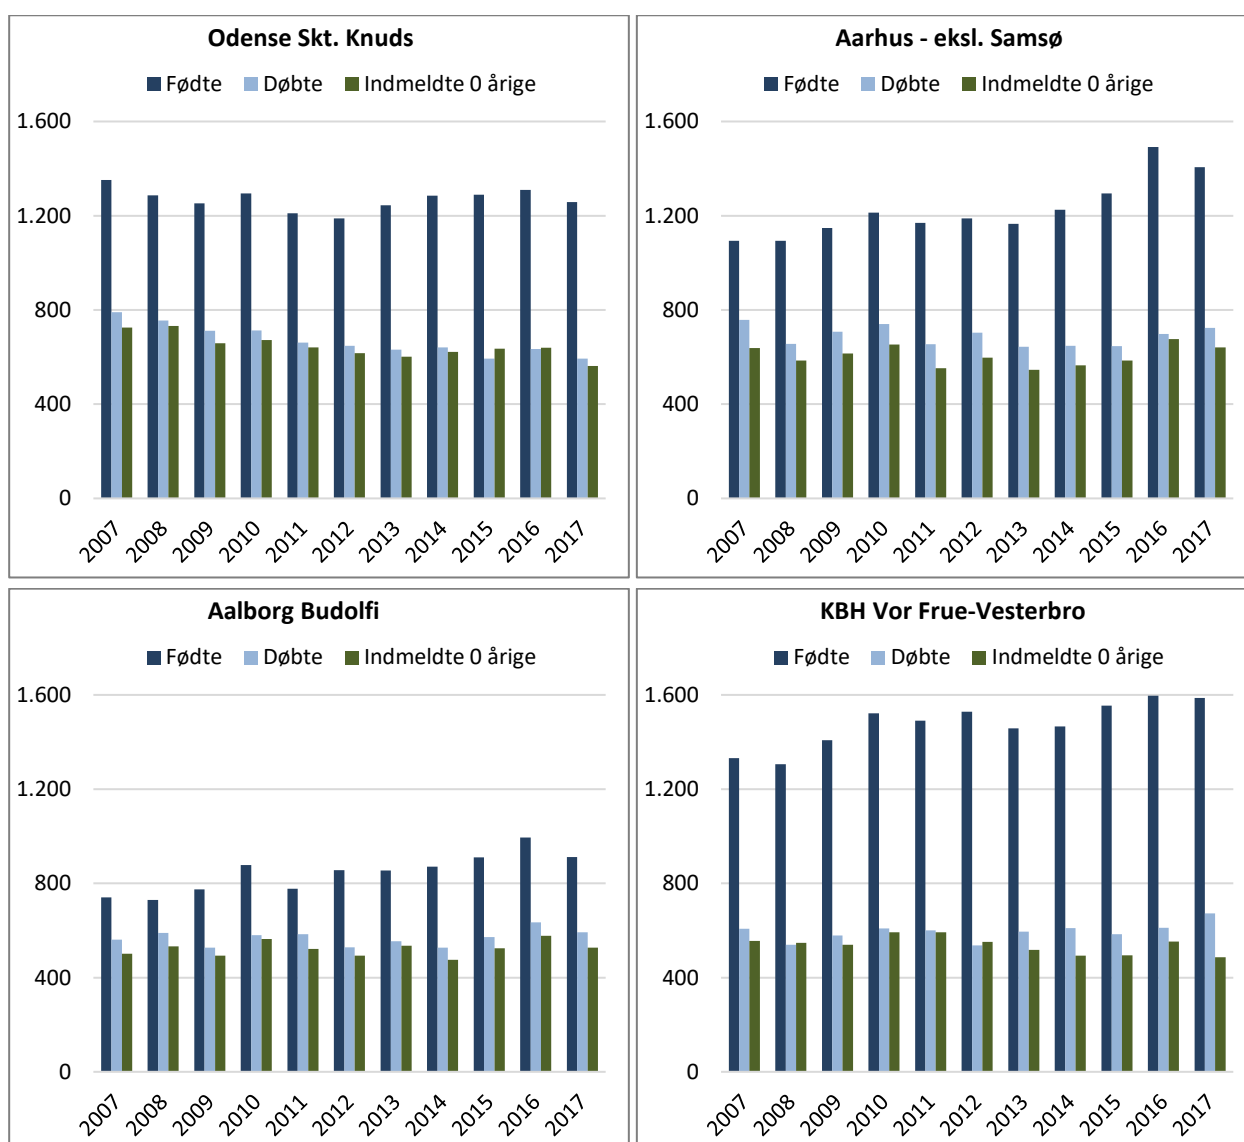 Odense Skt. Knuds
Fødte Døbte Indmeldte 0 årige
1.600
1.200
800
400
0
2007 2008 2009 2010 2011 2012 2013 2014 2015 2016 2017
Aarhus - eksl. Samsø
Fødte Døbte Indmeldte 0 årige
1.600
1.200
800
400
0
2007 2008 2009 2010 2011 2012 2013 2014 2015 2016 2017
Aalborg Budolfi
Fødte Døbte Indmeldte 0 årige
1.600
1.200
800
400
0
2007 2008 2009 2010 2011 2012 2013 2014 2015 2016 2017
KBH Vor Frue-Vesterbro
Fødte Døbte Indmeldte 0 årige
1.600
1.200
800
400
0
2007 2008 2009 2010 2011 2012 2013 2014 2015 2016 2017